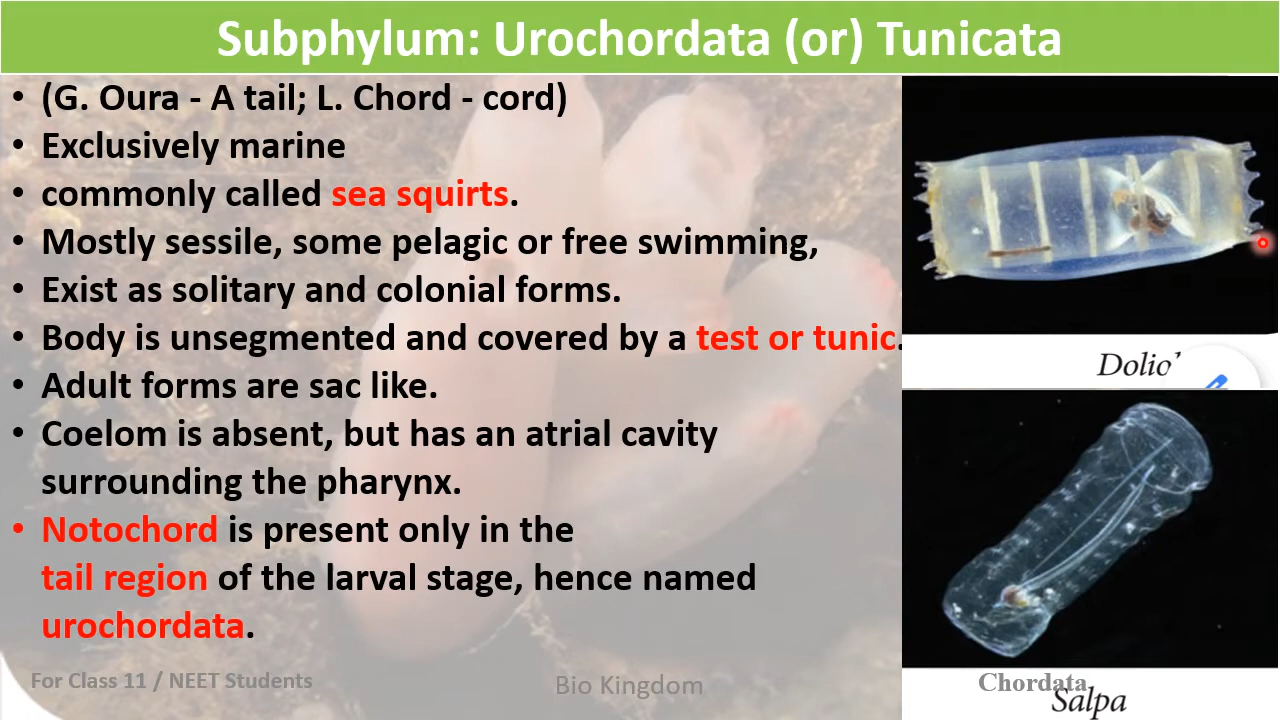 Subphylum: Urochordata (or) Tunicata
• (G. Oura - A tail; L. Chord - cord)
• Exclusively marine
• commonly called sea squirts.
• Mostly sessile, some pelagic or free swimming,
• Exist as solitary and colonial forms.
• Body is unsegmented and covered by a test or tunic.
• Adult forms are sac like.
• Coelom is absent, but has an atrial cavity
surrounding the pharynx.
• Notochord is present only in the
tail region of the larval stage, hence named
urochordata.
Salpa
For Class 11 / NEET Students
Bio Kingdom
Chordata